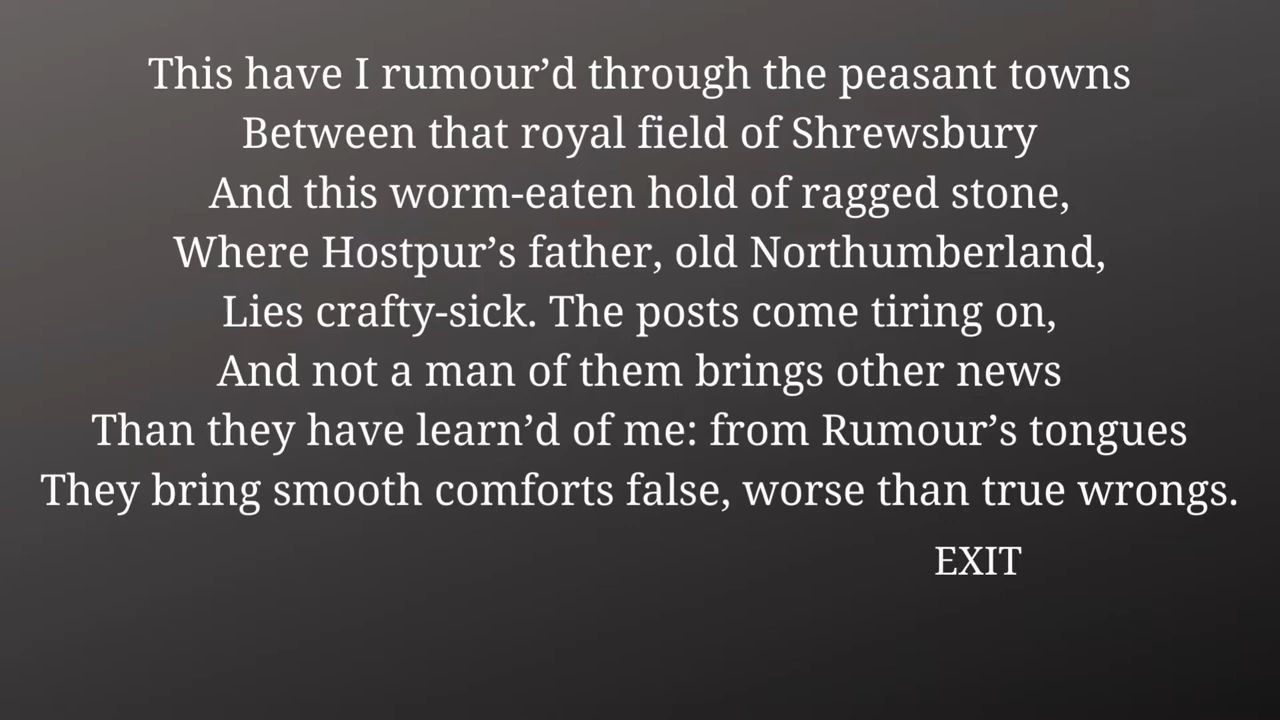 This have I rumour’d through the peasant towns
Between that royal field of Shrewsbury
And this worm-eaten hold of ragged stone,
Where Hostpur’s father, old Northumberland,
Lies crafty-sick. The posts come tiring on,
And not a man of them brings other news
Than they have learn’d of me: from Rumour’s tongues
They bring smooth comforts false, worse than true wrongs.
EXIT